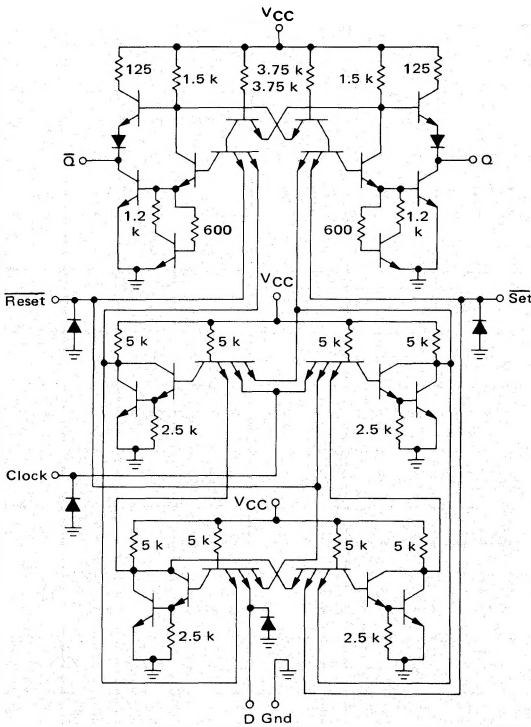 VCC
125
1.5 k
3.75 k
3.75 k
1.5 k
125
Q
Q
1.2
k
600
600
1.2
k
Reset
VCC
Set
5 k
5 k
5 k
5 k
2.5 k
2.5 k
Clock
VCC
5 k
5 k
5 k
5 k
2.5 k
2.5 k
D Gnd